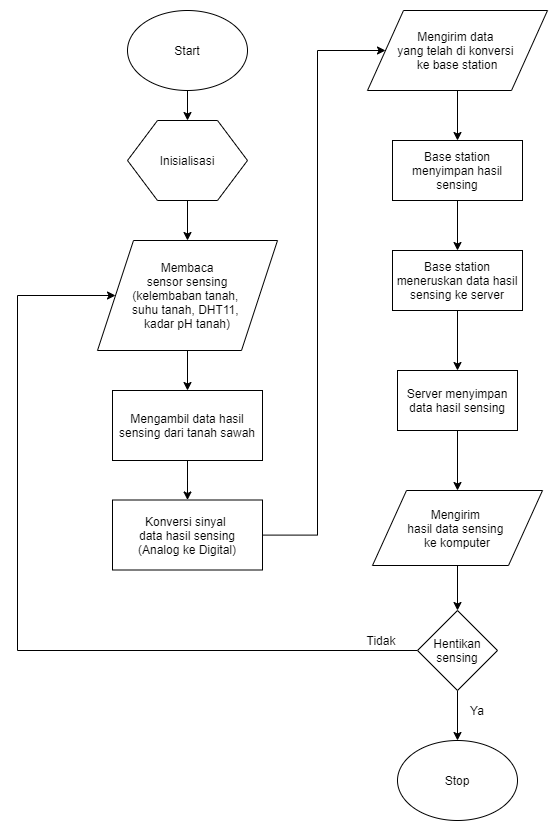 Start
Inisialisasi
Membaca
sensor sensing
(kelembaban tanah,
suhu tanah, DHT11,
kadar pH tanah)
Mengambil data hasil
sensing dari tanah sawah
Konversi sinyal
data hasil sensing
(Analog ke Digital)
Mengirim data
yang telah di konversi
ke base station
Base station
menyimpan hasil
sensing
Base station
meneruskan data hasil
sensing ke server
Server menyimpan
data hasil sensing
Mengirim
hasil data sensing
ke komputer
Hentikan
sensing
Tidak
Ya
Stop